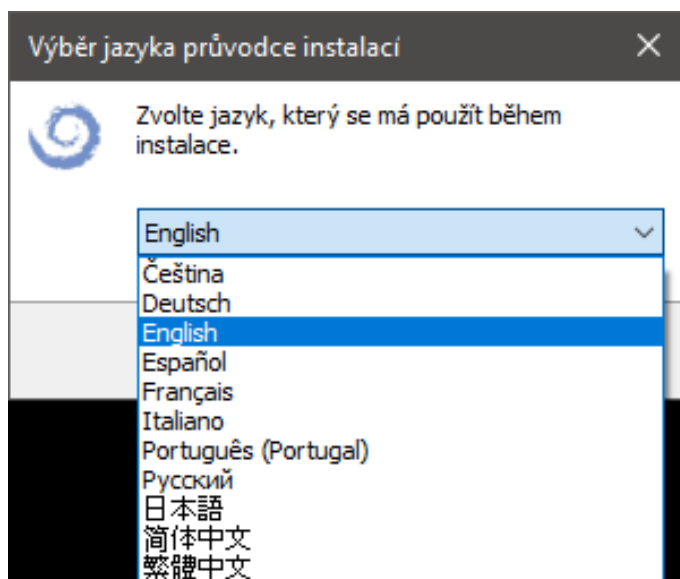 Výběr jazyka průvodce instalací
Zvolte jazyk, který se má použít během
instalace.
English
Čeština
Deutsch
English
Español
Français
Italiano
Português (Portugal)
Русский
日本語
简体中文
繁體中文